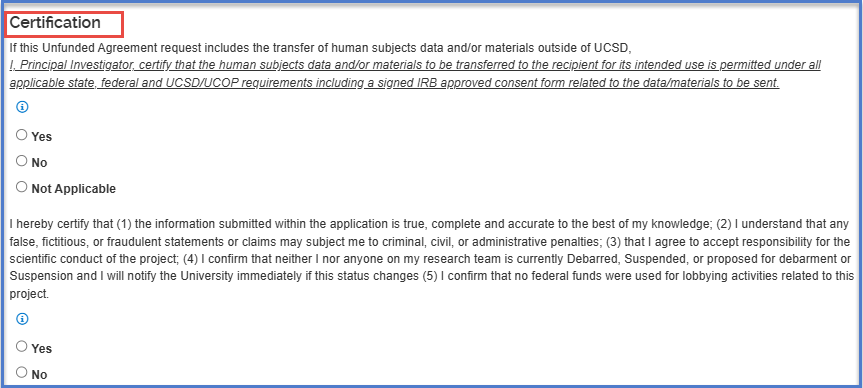 Certification
If this Unfunded Agreement request includes the transfer of human subjects data and/or materials outside of UCSD,
I, Principal Investigator, certify that the human subjects data and/or materials to be transferred to the recipient for its intended use is permitted under all
applicable state, federal and UCSD/UCOP requirements including a signed IRB approved consent form related to the data/materials to be sent.
Yes
No
Not Applicable
I hereby certify that (1) the information submitted within the application is true, complete and accurate to the best of my knowledge; (2) I understand that any
false, fictitious, or fraudulent statements or claims may subject me to criminal, civil, or administrative penalties; (3) that I agree to accept responsibility for the
scientific conduct of the project; (4) I confirm that neither I nor anyone on my research team is currently Debarred, Suspended, or proposed for debarment or
Suspension and I will notify the University immediately if this status changes (5) I confirm that no federal funds were used for lobbying activities related to this
project.
Yes
No